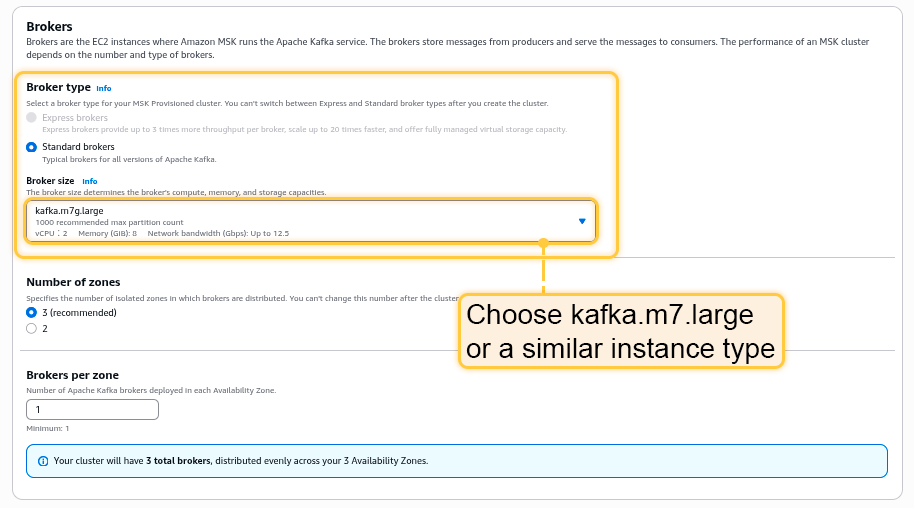 Brokers
Brokers are the EC2 instances where Amazon MSK runs the Apache Kafka service. The brokers store messages from producers and serve the messages to consumers. The performance of an MSK cluster
depends on the number and type of brokers.
Broker type Info
Select a broker type for your MSK Provisioned cluster. You can't switch between Express and Standard broker types after you create the cluster.
Express brokers
Express brokers provide up to 3 times more throughput per broker, scale up to 20 times faster, and offer fully managed virtual storage capacity.
Standard brokers
Typical brokers for all versions of Apache Kafka.
Broker size Info
The broker size determines the broker's compute, memory, and storage capacities.
kafka.m7g.large
1000 recommended max partition count
vCPU : 2 Memory (GiB): 8 Network bandwidth (Gbps): Up to 12.5
Number of zones
Specifies the number of isolated zones in which brokers are distributed. You can't change this number after the cluster
3 (recommended)
2
Choose kafka.m7.large
or a similar instance type
Brokers per zone
Number of Apache Kafka brokers deployed in each Availability Zone.
1
Minimum: 1
Your cluster will have 3 total brokers, distributed evenly across your 3 Availability Zones.